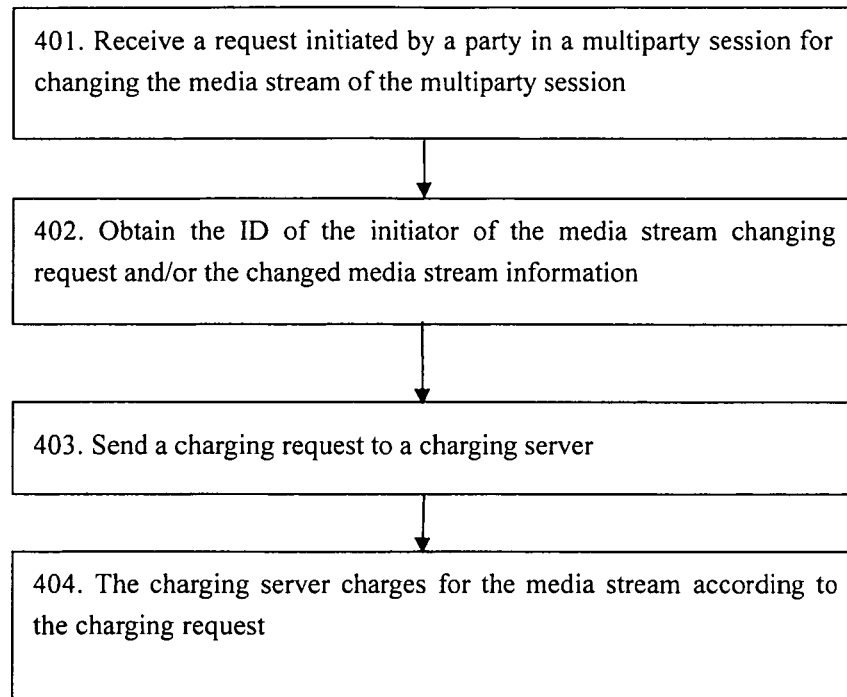 401. Receive a request initiated by a party in a multiparty session for
changing the media stream of the multiparty session
402. Obtain the ID of the initiator of the media stream changing
request and/or the changed media stream information
403. Send a charging request to a charging server
404. The charging server charges for the media stream according to
the charging request